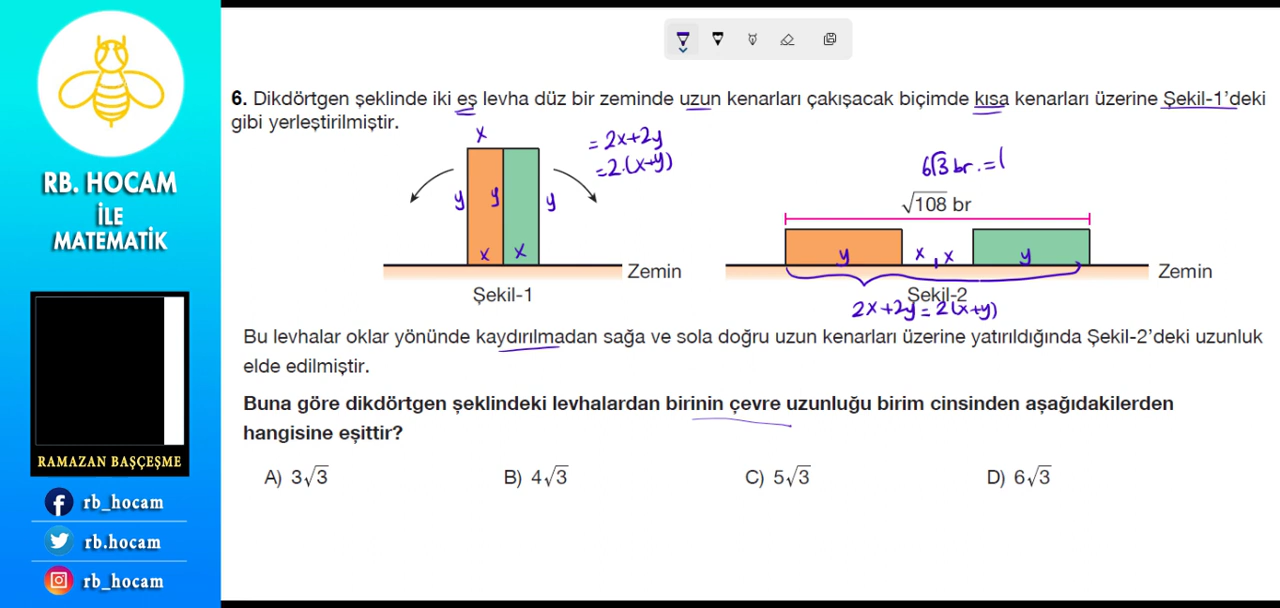 RB. HOCAM
İLE
MATEMATİK
RAMAZAN BAŞÇEŞME
rb_hocam
rb.hocam
rb_hocam
6. Dikdörtgen şeklinde iki eş levha düz bir zeminde uzun kenarları çakışacak biçimde kısa kenarları üzerine Şekil-1'deki
gibi yerleştirilmiştir.
x
= 2x+2y
=2.(x+y)
y y y
x x
Zemin
Şekil-1
6√3 br. = (
√108 br
y x x y
Zemin
Şekil-2
2x+2y = 2(x+y)
Bu levhalar oklar yönünde kaydırılmadan sağa ve sola doğru uzun kenarları üzerine yatırıldığında Şekil-2'deki uzunluk
elde edilmiştir.
Buna göre dikdörtgen şeklindeki levhalardan birinin çevre uzunluğu birim cinsinden aşağıdakilerden
hangisine eşittir?
A) 3√3 B) 4√3 C) 5√3 D) 6√3